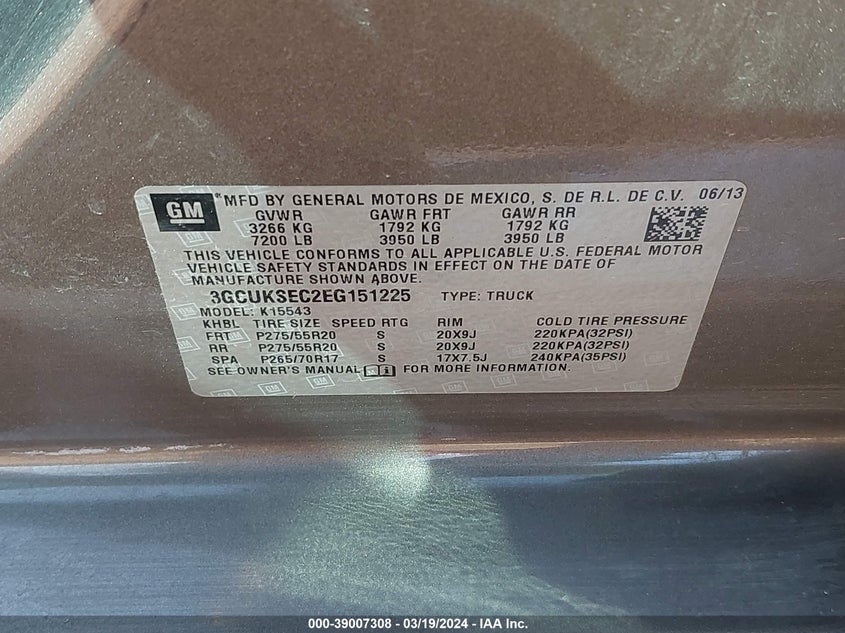 GM ® MFD BY GENERAL MOTORS DE MEXICO, S. DE R.L. DE C.V. 06/13
GVWR GAWR FRT GAWR RR
3266 KG 1792 KG 1792 KG
7200 LB 3950 LB 3950 LB
THIS VEHICLE CONFORMS TO ALL APPLICABLE U.S. FEDERAL MOTOR
VEHICLE SAFETY STANDARDS IN EFFECT ON THE DATE OF
MANUFACTURE SHOWN ABOVE.
3GCUKSEC2EG151225 TYPE: TRUCK
MODEL: K15543
KHBL TIRE SIZE SPEED RTG RIM COLD TIRE PRESSURE
FRT P275/55R20 S 20X9J 220KPA(32PSI)
RR P275/55R20 S 20X9J 220KPA(32PSI)
SPA P265/70R17 S 17X7.5J 240KPA(35PSI)
SEE OWNER'S MANUAL FOR MORE INFORMATION.
000-39007308 - 03/19/2024 - IAA Inc.